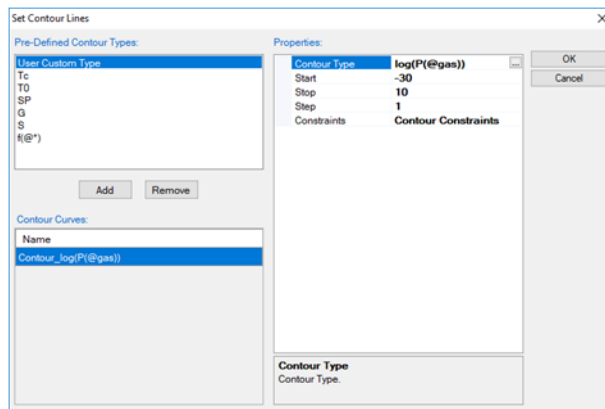 Set Contour Lines
Pre-Defined Contour Types:
User Custom Type
Tc
T0
SP
G
S
f(@*)
Add Remove
Contour Curves:
Name
Contour_log(P(@gas))
Properties:
Contour Type log(P(@gas)) ...
Start -30
Stop 10
Step 1
Constraints Contour Constraints
Contour Type
Contour Type.
OK
Cancel